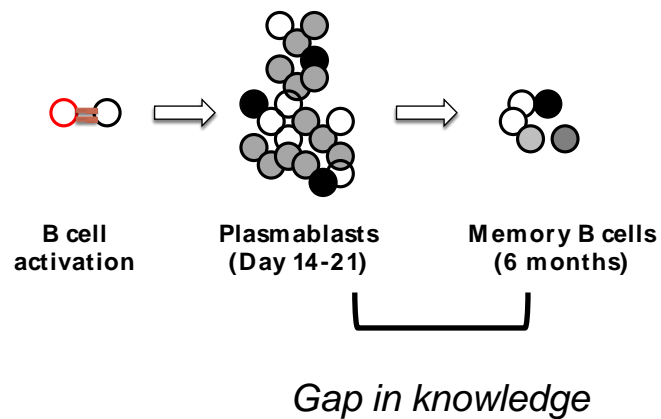 B cell
activation
Plasmablasts
(Day 14-21)
Memory B cells
(6 months)
Gap in knowledge